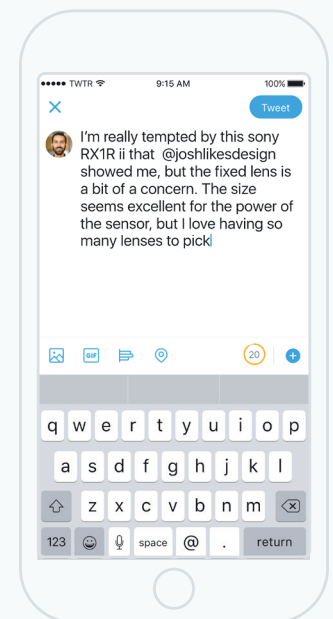 TWTR 9:15 AM 100%
Tweet
I'm really tempted by this sony
RX1R ii that  @joshlikesdesign
showed me, but the fixed lens is
a bit of a concern. The size
seems excellent for the power of
the sensor, but I love having so
many lenses to pick
GIF 20
q w e r t y u i o p
a s d f g h j k l
z x c v b n m
123 space @ . return